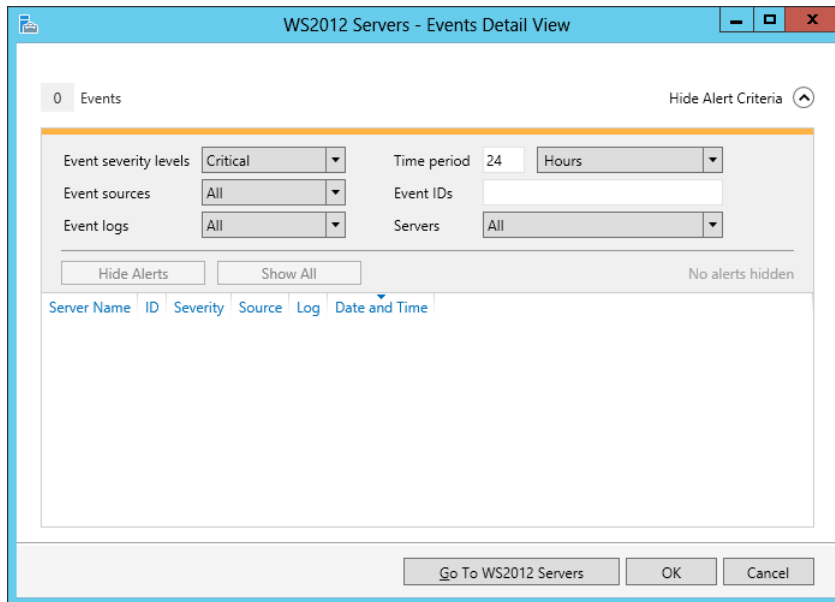 WS2012 Servers - Events Detail View
0 Events Hide Alert Criteria
Event severity levels Critical Time period 24 Hours
Event sources All Event IDs
Event logs All Servers All
Hide Alerts Show All No alerts hidden
Server Name ID Severity Source Log Date and Time
Go To WS2012 Servers OK Cancel